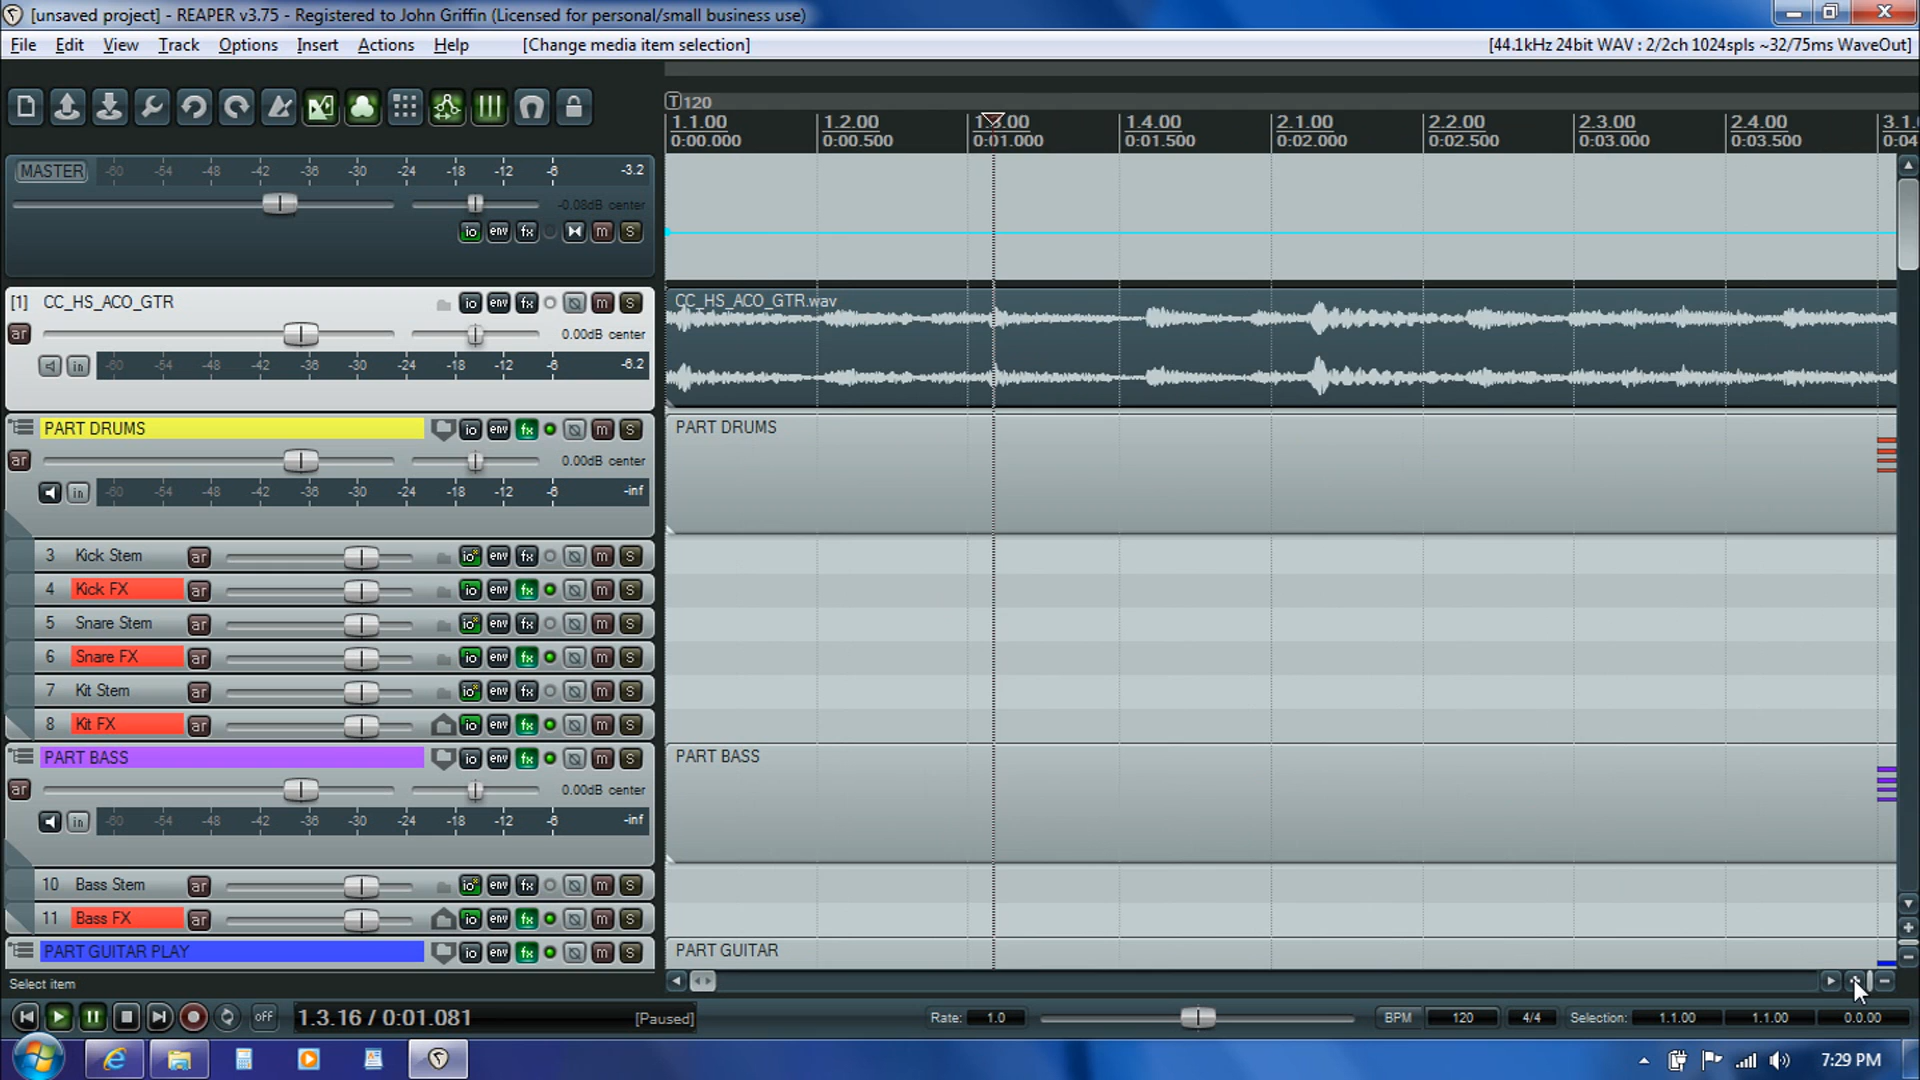 [unsaved project] - REAPER v3.75 - Registered to John Griffin (Licensed for personal/small business use)
File Edit View Track Options Insert Actions Help [Change media item selection] [44.1kHz 24bit WAV : 2/2ch 1024spls ~32/75ms WaveOut]
T 120
1.1.00 1.2.00 1.3.00 1.4.00 2.1.00 2.2.00 2.3.00 2.4.00
0:00.000 0:00.500 0:01.000 0:01.500 0:02.000 0:02.500 0:03.000 0:03.500
MASTER -60 -54 -48 -42 -36 -30 -24 -18 -12 -6 -3.2
-0.08dB center
io env fx m S
[1] CC_HS_ACO_GTR io env fx m S
CC_HS_ACO_GTR.wav
ar 0.00dB center
in -60 -54 -48 -42 -36 -30 -24 -18 -12 -6 -6.2
PART DRUMS io env fx m S
PART DRUMS
ar 0.00dB center
in -60 -54 -48 -42 -36 -30 -24 -18 -12 -6 -inf
3 Kick Stem ar io env fx m S
4 Kick FX ar io env fx m S
5 Snare Stem ar io env fx m S
6 Snare FX ar io env fx m S
7 Kit Stem ar io env fx m S
8 Kit FX ar io env fx m S
PART BASS io env fx m S
PART BASS
ar 0.00dB center
in -60 -54 -48 -42 -36 -30 -24 -18 -12 -6 -inf
10 Bass Stem ar io env fx m S
11 Bass FX ar io env fx m S
PART GUITAR PLAY io env fx m S
PART GUITAR
Select item
off 1.3.16 / 0:01.081 [Paused] Rate: 1.0 BPM 120 4/4 Selection: 1.1.00 1.1.00 0.0.00
7:29 PM